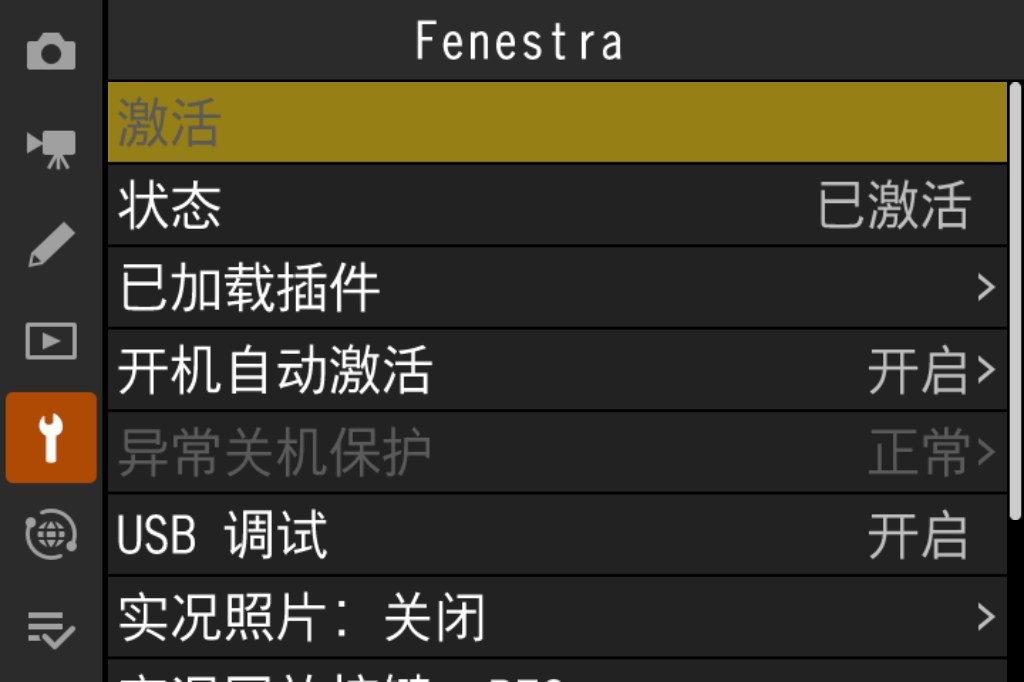 Fenestra
激活
状态 已激活
已加载插件 >
开机自动激活 开启>
异常关机保护 正常>
USB 调试 开启
实况照片：关闭 >